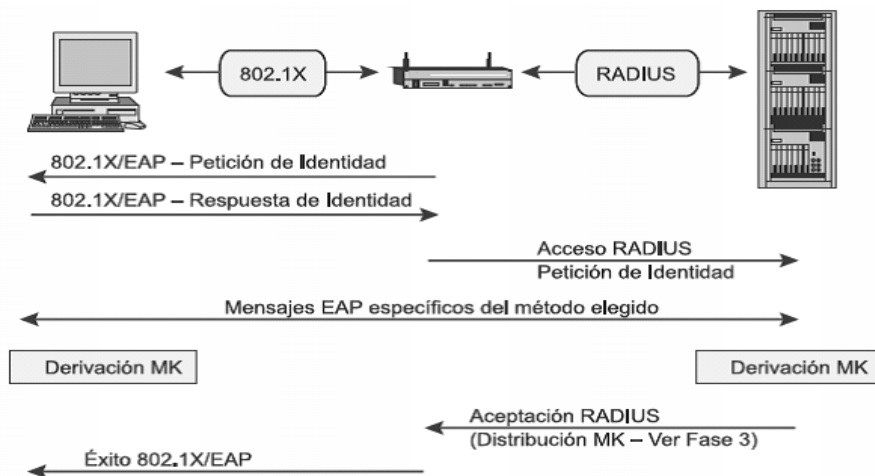 802.1X
RADIUS
802.1X/EAP – Petición de Identidad
802.1X/EAP – Respuesta de Identidad
Acceso RADIUS
Petición de Identidad
Mensajes EAP específicos del método elegido
Derivación MK
Derivación MK
Aceptación RADIUS
(Distribución MK – Ver Fase 3)
Éxito 802.1X/EAP